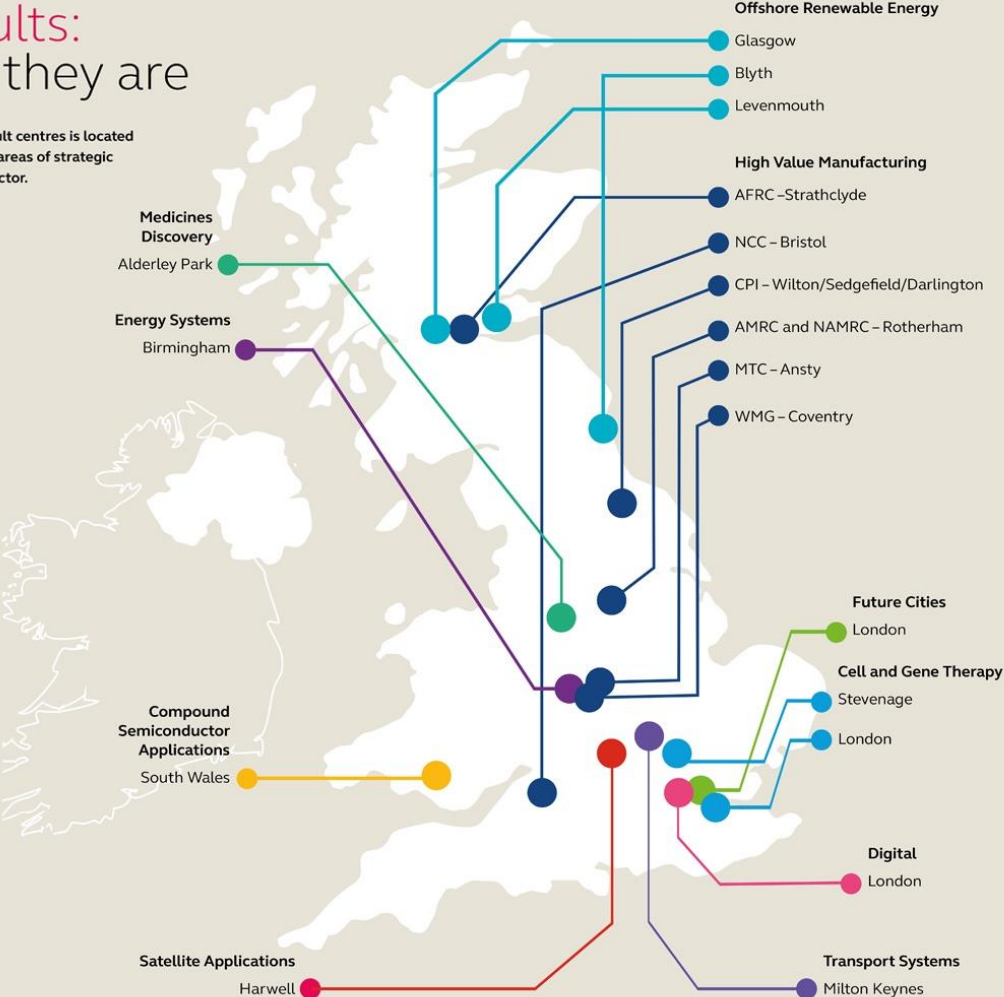 ults:
they are
ult centres is located
areas of strategic
ctor.
Offshore Renewable Energy
Glasgow
Blyth
Levenmouth
High Value Manufacturing
AFRC –Strathclyde
NCC – Bristol
CPI – Wilton/Sedgefield/Darlington
AMRC and NAMRC – Rotherham
MTC – Ansty
WMG – Coventry
Medicines
Discovery
Alderley Park
Energy Systems
Birmingham
Future Cities
London
Cell and Gene Therapy
Stevenage
London
Compound
Semiconductor
Applications
South Wales
Digital
London
Satellite Applications
Harwell
Transport Systems
Milton Keynes